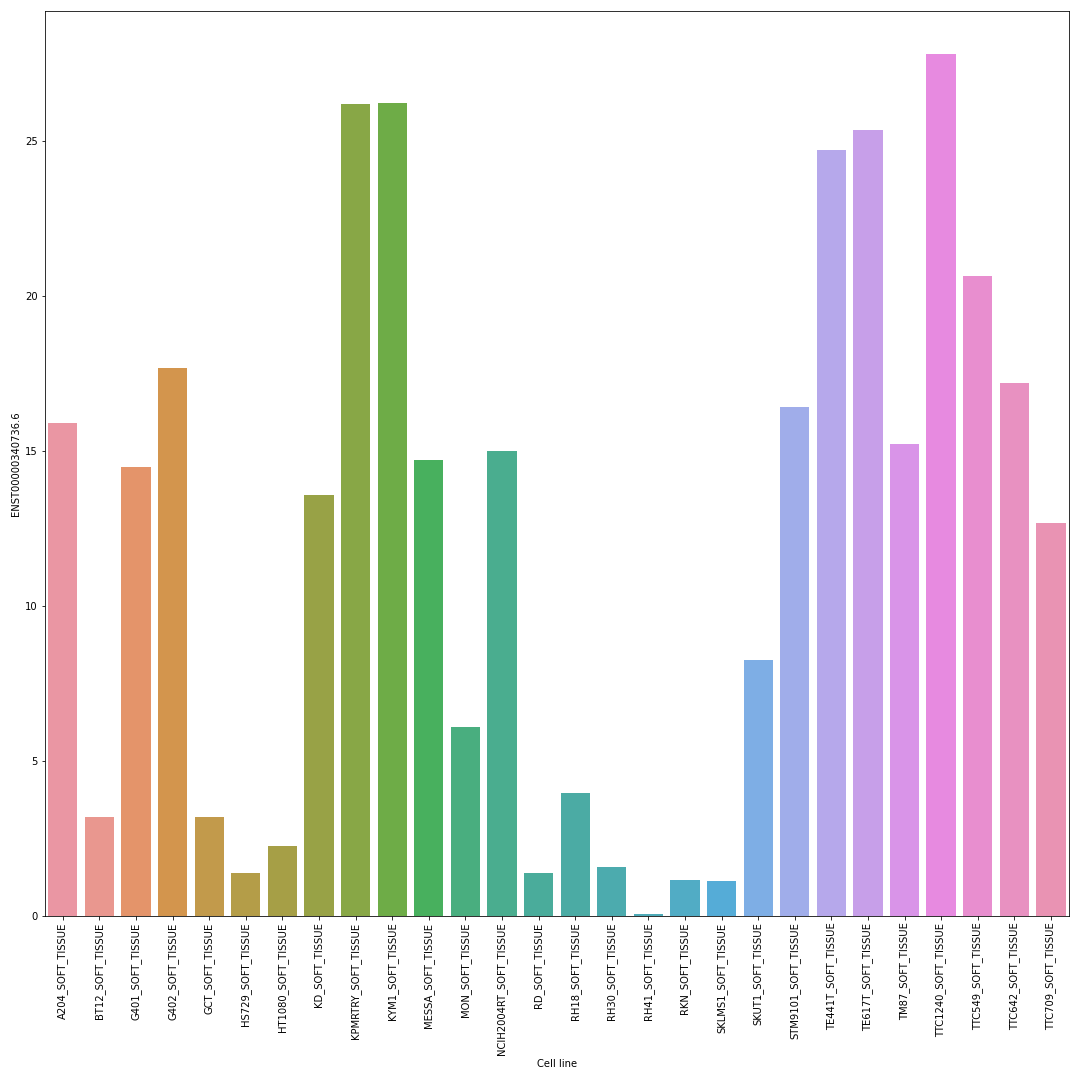 ENST00000340736.6
25
20
15
10
5
0
A204_SOFT_TISSUE
BT12_SOFT_TISSUE
G401_SOFT_TISSUE
G402_SOFT_TISSUE
GCT_SOFT_TISSUE
HS729_SOFT_TISSUE
HT1080_SOFT_TISSUE
KD_SOFT_TISSUE
KPMRTRY_SOFT_TISSUE
KYM1_SOFT_TISSUE
MESSA_SOFT_TISSUE
MON_SOFT_TISSUE
NCIH2004RT_SOFT_TISSUE
RD_SOFT_TISSUE
RH18_SOFT_TISSUE
RH30_SOFT_TISSUE
RH41_SOFT_TISSUE
RKN_SOFT_TISSUE
SKLMS1_SOFT_TISSUE
SKUT1_SOFT_TISSUE
STM9101_SOFT_TISSUE
TE441T_SOFT_TISSUE
TE617T_SOFT_TISSUE
TM87_SOFT_TISSUE
TTC1240_SOFT_TISSUE
TTC549_SOFT_TISSUE
TTC642_SOFT_TISSUE
TTC709_SOFT_TISSUE
Cell line